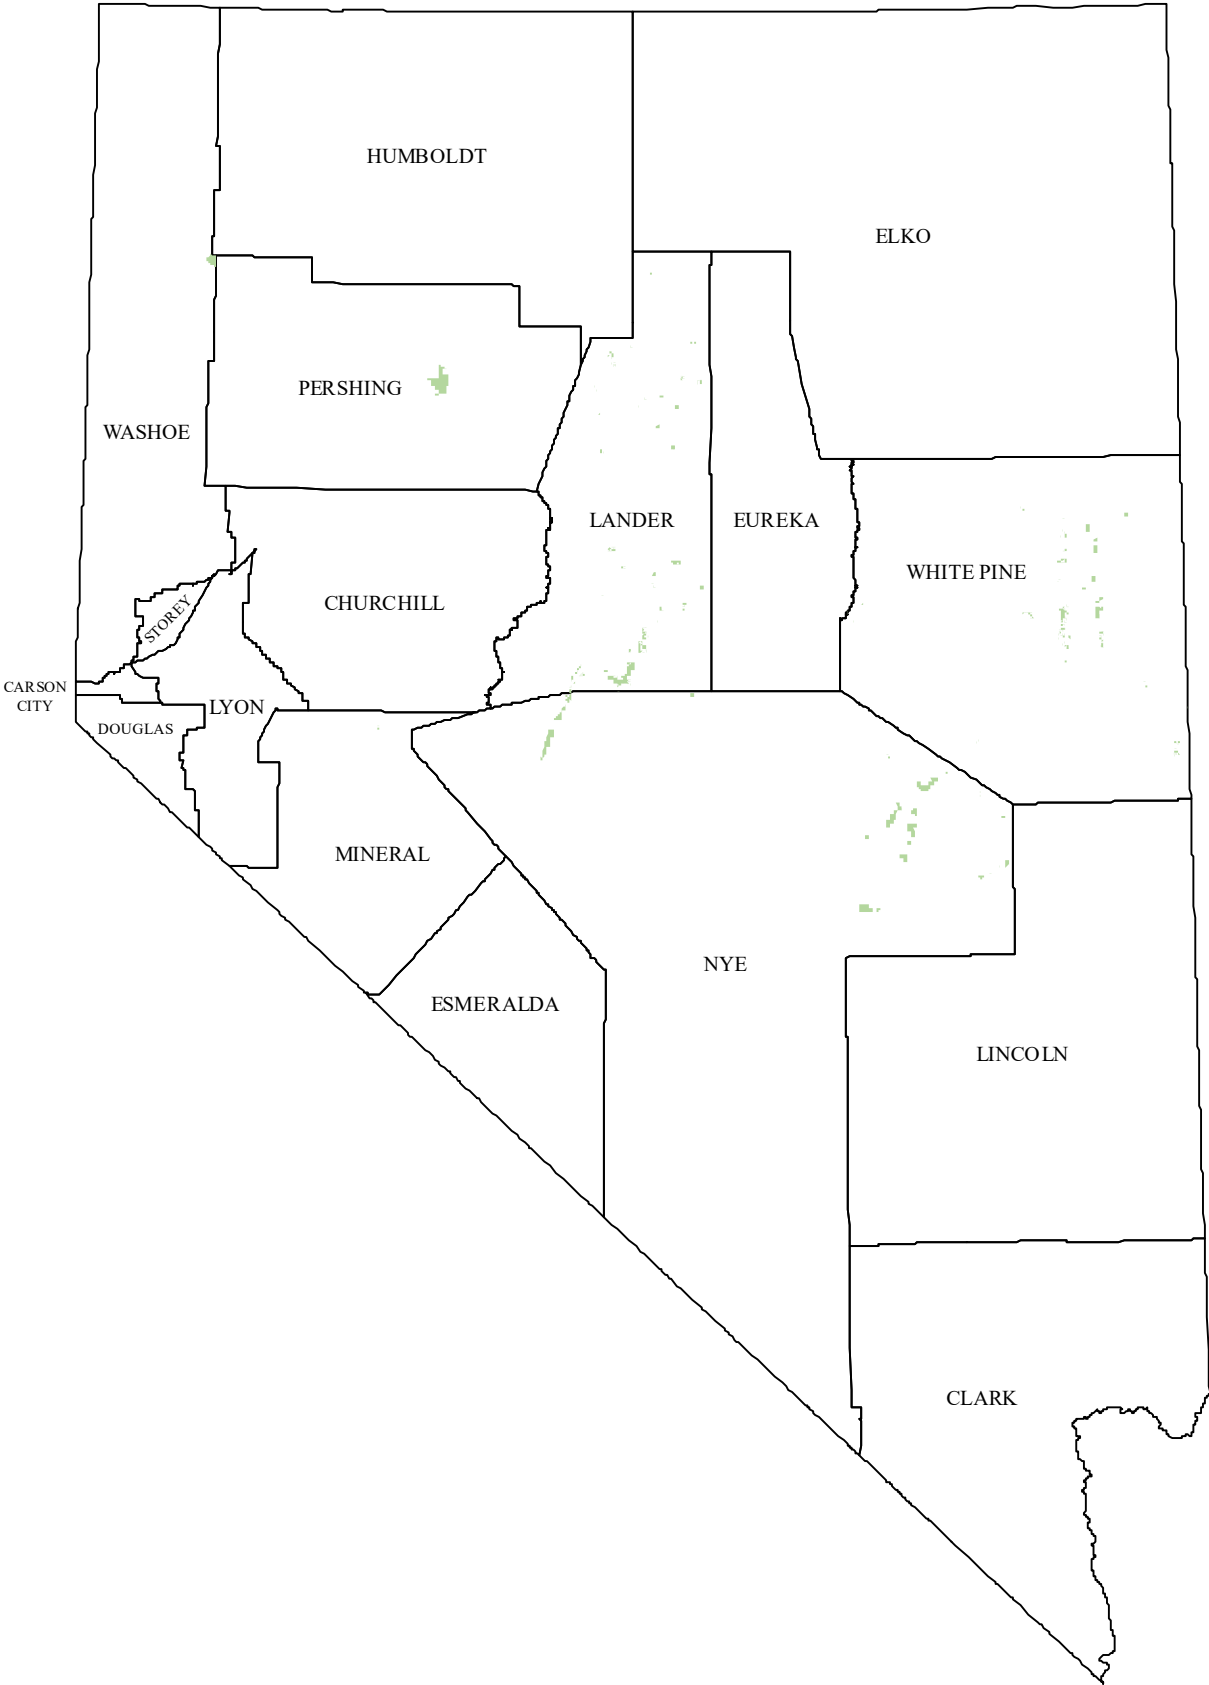 HUMBOLDT
ELKO
PERSHING
WASHOE
LANDER
EUREKA
WHITE PINE
CHURCHILL
STOREY
CARSON
CITY
LYON
DOUGLAS
MINERAL
NYE
ESMERALDA
LINCOLN
CLARK